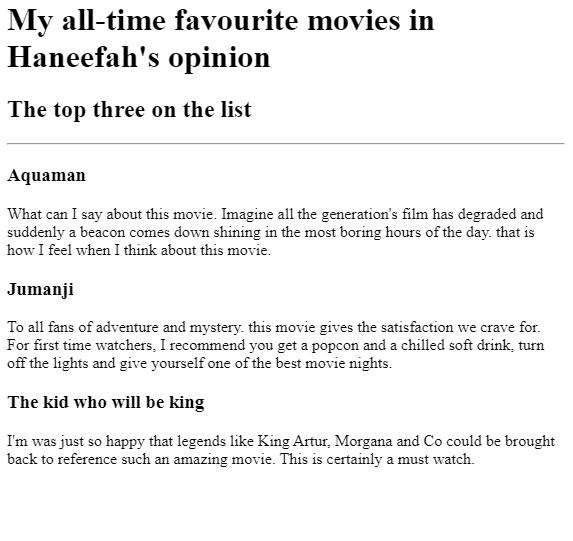 My all-time favourite movies in
Haneefah's opinion
The top three on the list
Aquaman
What can I say about this movie. Imagine all the generation's film has degraded and
suddenly a beacon comes down shining in the most boring hours of the day. that is
how I feel when I think about this movie.
Jumanji
To all fans of adventure and mystery. this movie gives the satisfaction we crave for.
For first time watchers, I recommend you get a popcon and a chilled soft drink, turn
off the lights and give yourself one of the best movie nights.
The kid who will be king
I'm was just so happy that legends like King Artur, Morgana and Co could be brought
back to reference such an amazing movie. This is certainly a must watch.